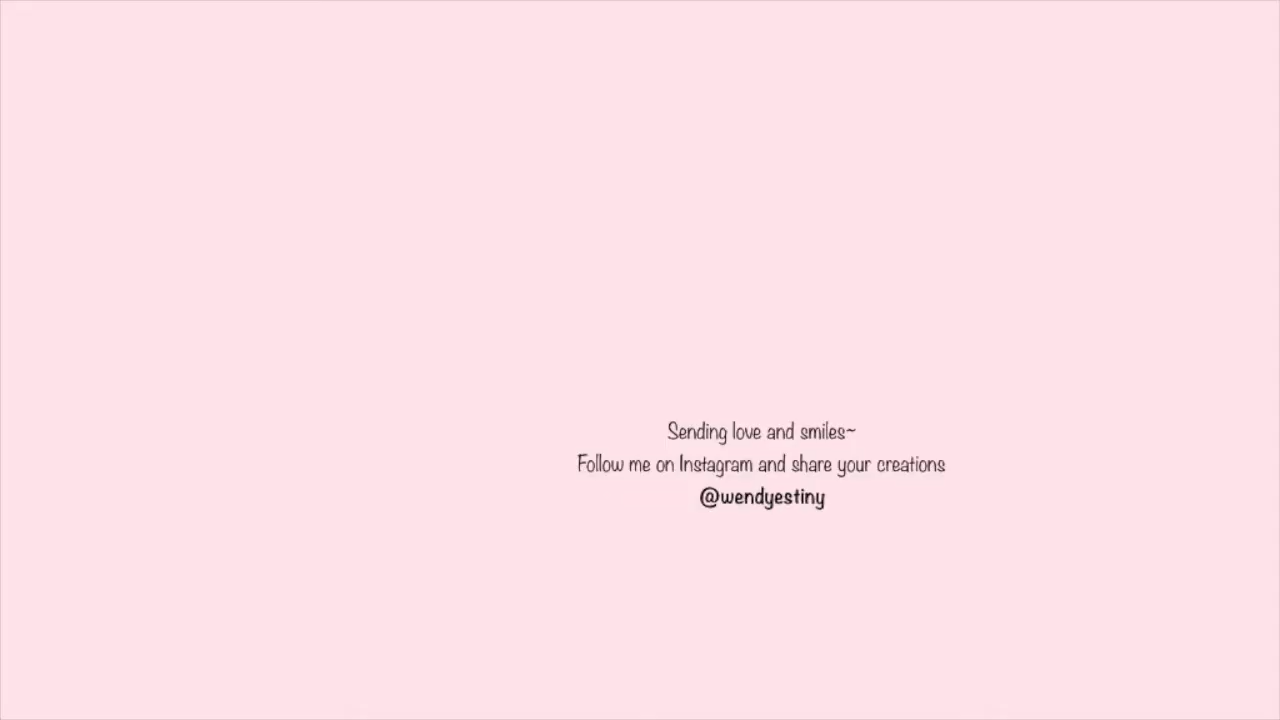 Sending love and smiles~
Follow me on Instagram and share your creations
@wendyestiny